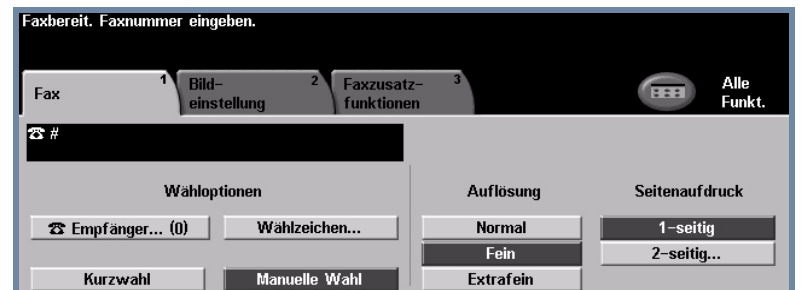 Faxbereit. Faxnummer eingeben.
Fax 1
Bild- 2
einstellung
Faxzusatz- 3
funktionen
Alle
Funkt.
☎ #
Wähloptionen
☎ Empfänger... (0)
Wählzeichen...
Kurzwahl
Manuelle Wahl
Auflösung
Normal
Fein
Extrafein
Seitenaufdruck
1-seitig
2-seitig...